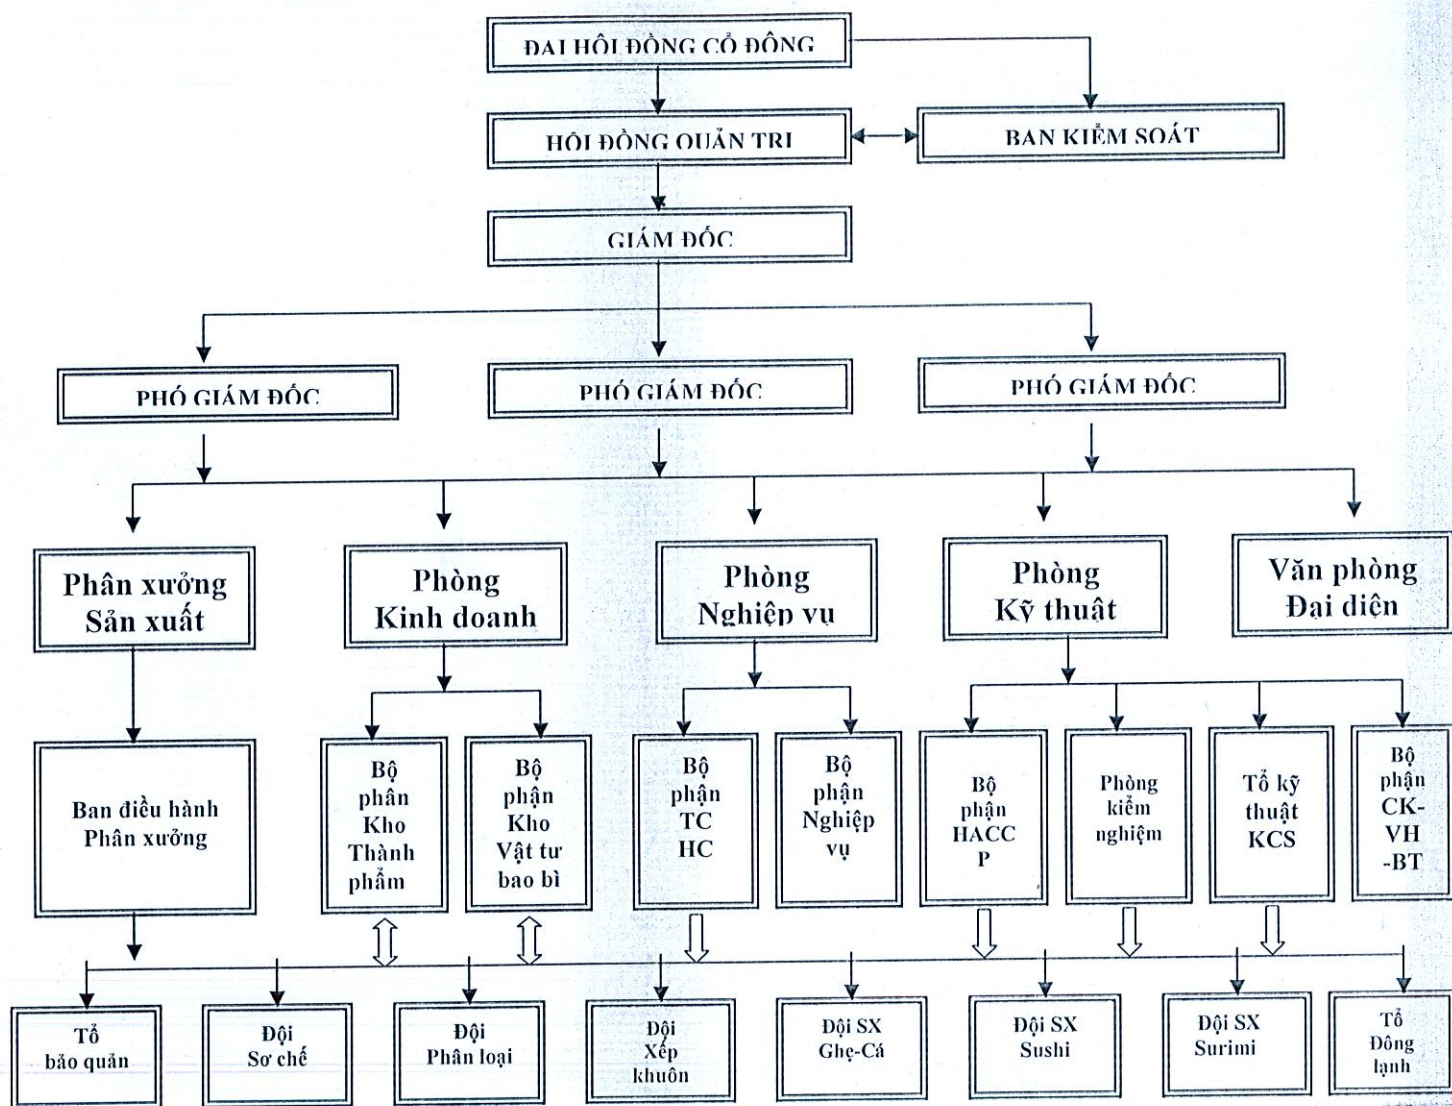 ĐẠI HỘI ĐỒNG CỔ ĐÔNG
HỘI ĐỒNG QUẢN TRỊ
BAN KIỂM SOÁT
GIÁM ĐỐC
PHÓ GIÁM ĐỐC
PHÓ GIÁM ĐỐC
PHÓ GIÁM ĐỐC
Phân xưởng
Sản xuất
Phòng
Kinh doanh
Phòng
Nghiệp vụ
Phòng
Kỹ thuật
Văn phòng
Đại diện
Ban điều hành
Phân xưởng
Bộ
phận
Kho
Thành
phẩm
Bộ
phận
Kho
Vật tư
bao bì
Bộ
phận
TC
HC
Bộ
phận
Nghiệp
vụ
Bộ
phận
HACC
P
Phòng
kiểm
nghiệm
Tổ kỹ
thuật
KCS
Bộ
phận
CK-
VH
-BT
Tổ
bảo quản
Đội
Sơ chế
Đội
Phân loại
Đội
Xếp
khuôn
Đội SX
Ghẹ-Cá
Đội SX
Sushi
Đội SX
Surimi
Tổ
Đông
lạnh